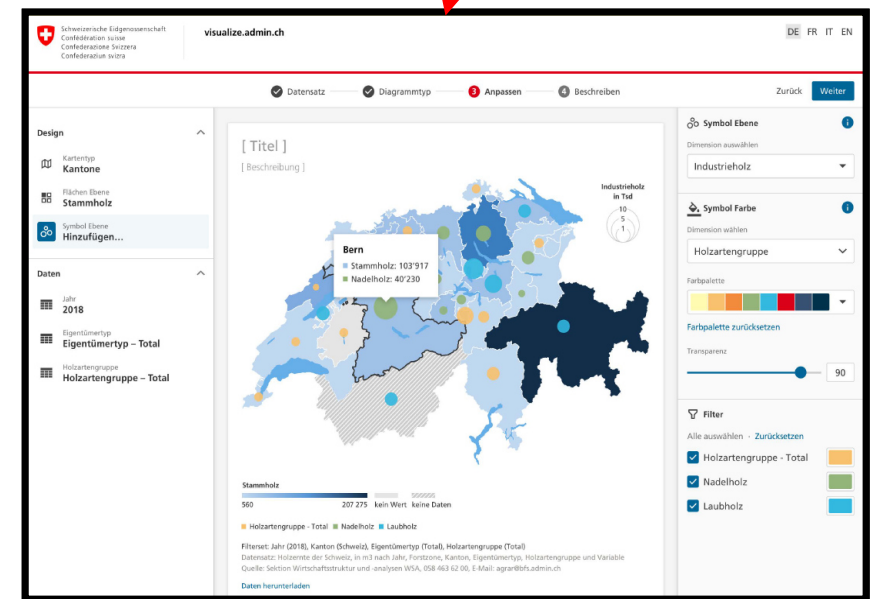 Schweizerische Eidgenossenschaft
Confédération suisse
Confederazione Svizzera
Confederaziun svizra
visualize.admin.ch
DE FR IT EN
Datensatz
Diagrammtyp
3 Anpassen
4 Beschreiben
Zurück
Weiter
Design
Kartentyp
Kantone
Flächen Ebene
Stammholz
Symbol Ebene
Hinzufügen...
Daten
Jahr
2018
Eigentümertyp
Eigentümertyp – Total
Holzartengruppe
Holzartengruppe – Total
[ Titel ]
[ Beschreibung ]
Industrieholz
in Tsd
10
5
1
Bern
Stammholz: 103'917
Nadelholz: 40'230
Stammholz
560
207 275
kein Wert
keine Daten
Holzartengruppe - Total
Nadelholz
Laubholz
Filterset: Jahr (2018), Kanton (Schweiz), Eigentümertyp (Total), Holzartengruppe (Total)
Datensatz: Holzernte der Schweiz, in m3 nach Jahr, Forstzone, Kanton, Eigentümertyp, Holzartengruppe und Variable
Quelle: Sektion Wirtschaftsstruktur und -analysen WSA, 058 463 62 00, E-Mail: agrar@bfs.admin.ch
Daten herunterladen
Symbol Ebene
Dimension auswählen
Industrieholz
Symbol Farbe
Dimension wählen
Holzartengruppe
Farbpalette
Farbpalette zurücksetzen
Transparenz
90
Filter
Alle auswählen · Zurücksetzen
Holzartengruppe - Total
Nadelholz
Laubholz